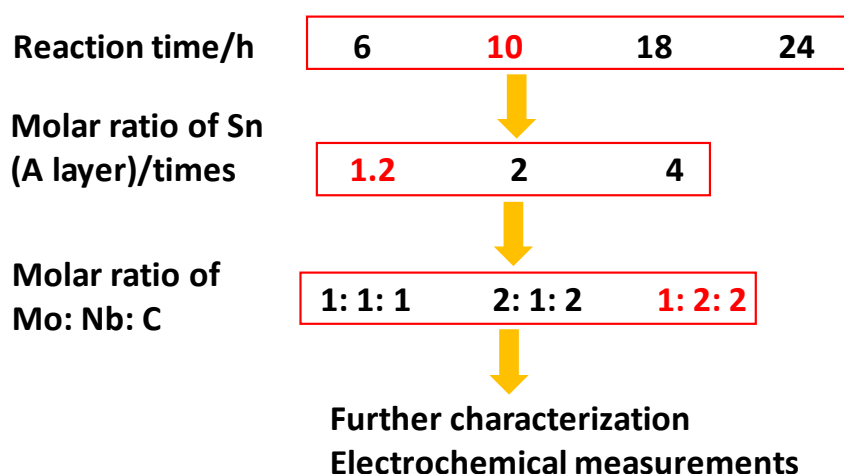 Reaction time/h 6 10 18 24
Molar ratio of Sn
(A layer)/times 1.2 2 4
Molar ratio of
Mo: Nb: C 1: 1: 1 2: 1: 2 1: 2: 2
Further characterization
Electrochemical measurements